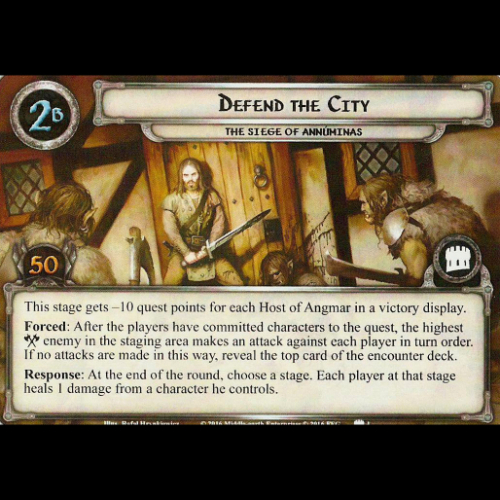 2B
DEFEND THE CITY
THE SIEGE OF ANNÚMINAS
50
This stage gets –10 quest points for each Host of Angmar in a victory display.
Forced: After the players have committed characters to the quest, the highest
enemy in the staging area makes an attack against each player in turn order.
If no attacks are made in this way, reveal the top card of the encounter deck.
Response: At the end of the round, choose a stage. Each player at that stage
heals 1 damage from a character he controls.